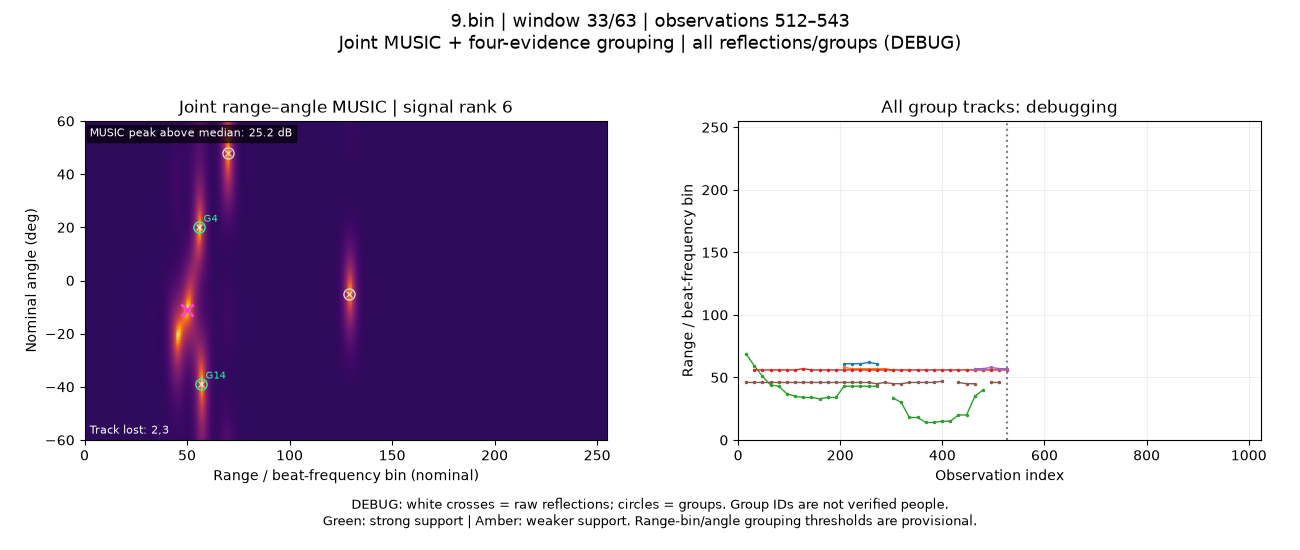 9.bin | window 33/63 | observations 512–543
Joint MUSIC + four-evidence grouping | all reflections/groups (DEBUG)
Joint range–angle MUSIC | signal rank 6
MUSIC peak above median: 25.2 dB
G4
G14
Track lost: 2,3
60
40
20
0
−20
−40
−60
Nominal angle (deg)
0
50
100
150
200
250
Range / beat-frequency bin (nominal)
All group tracks: debugging
250
200
150
100
50
0
Range / beat-frequency bin
0
200
400
600
800
1000
Observation index
DEBUG: white crosses = raw reflections; circles = groups. Group IDs are not verified people.
Green: strong support | Amber: weaker support. Range-bin/angle grouping thresholds are provisional.